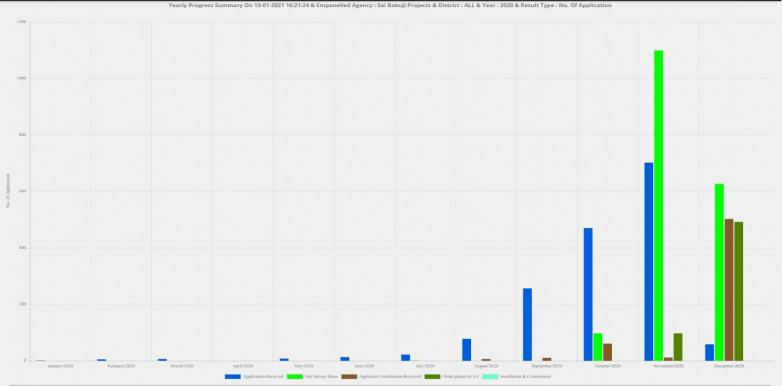 Yearly Progress Summary On 15-01-2021 16:21:24 & Empanelled Agency : Sai Babuji Projects & District : ALL & Year : 2020 & Result Type : No. Of Application
1200
1000
800
600
400
200
0
No. Of Application
January/2020 February/2020 March/2020 April/2020 May/2020 June/2020 July/2020 August/2020 September/2020 October/2020 November/2020 December/2020
Application Received Site Survey Done Applicant Contribution Received Order placed to EA Installation & Commission